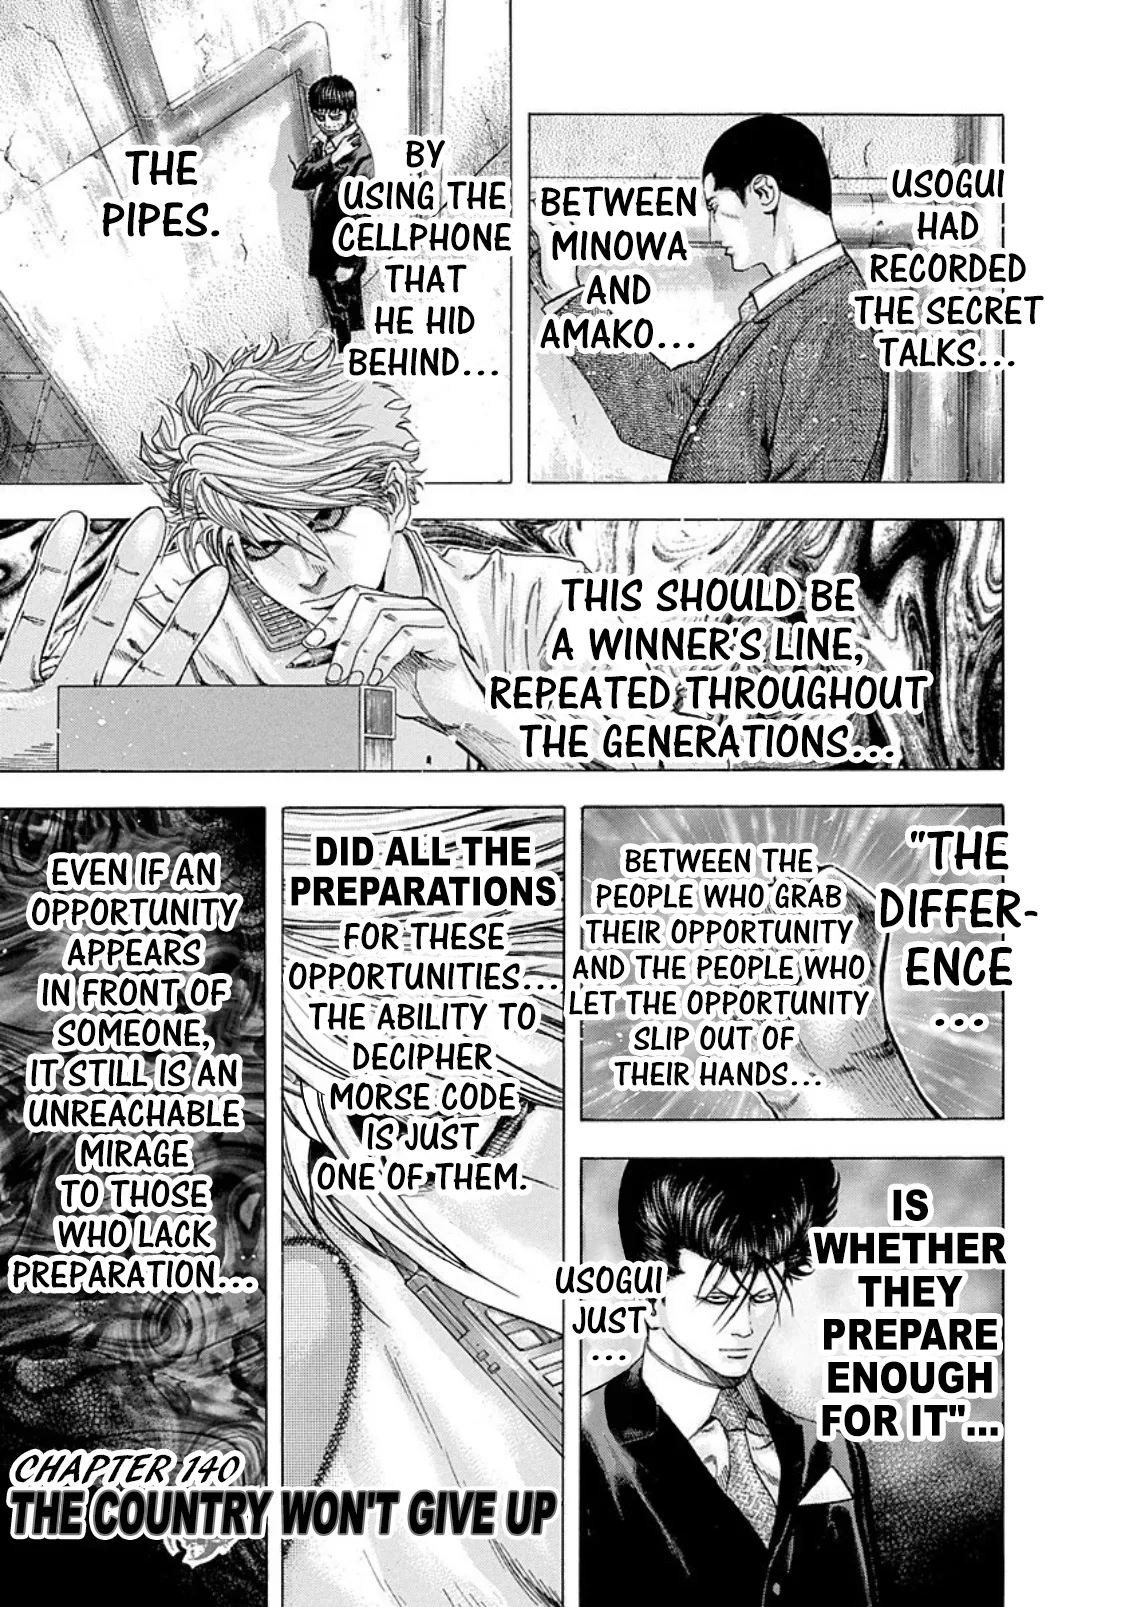 USOGUI
HAD
RECORDED
THE SECRET
TALKS...
BETWEEN
MINOWA
AND
AMAKO...
BY
USING THE
CELLPHONE
THAT
HE HID
BEHIND...
THE
PIPES.
THIS SHOULD BE
A WINNER'S LINE,
REPEATED THROUGHOUT
THE GENERATIONS...
"THE
DIFFER-
ENCE
...
BETWEEN THE
PEOPLE WHO GRAB
THEIR OPPORTUNITY
AND THE PEOPLE WHO
LET THE OPPORTUNITY
SLIP OUT OF
THEIR HANDS...
IS
WHETHER
THEY
PREPARE
ENOUGH
FOR IT"...
USOGUI
JUST
...
DID ALL THE
PREPARATIONS
FOR THESE
OPPORTUNITIES...
THE ABILITY TO
DECIPHER
MORSE CODE
IS JUST
ONE OF THEM.
EVEN IF AN
OPPORTUNITY
APPEARS
IN FRONT OF
SOMEONE,
IT STILL IS AN
UNREACHABLE
MIRAGE
TO THOSE
WHO LACK
PREPARATION...
CHAPTER 140
THE COUNTRY WON'T GIVE UP